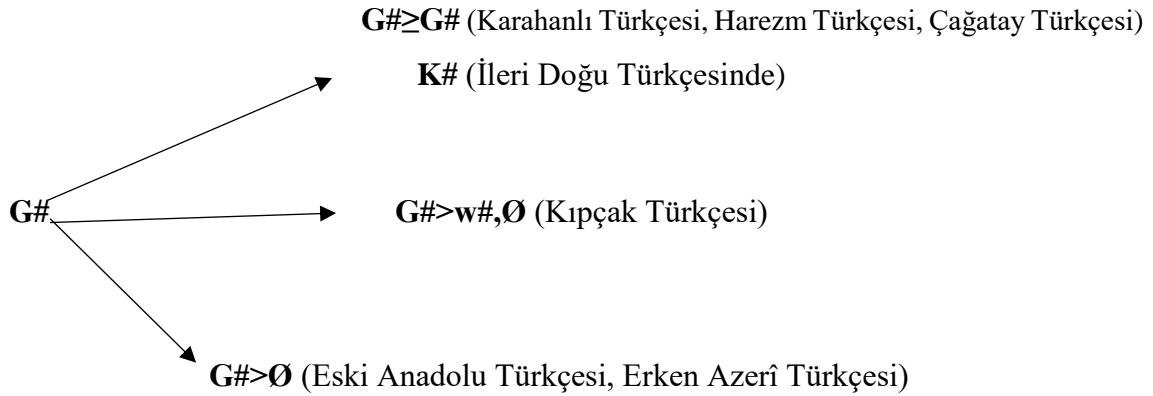 G#≥G# (Karahanlı Türkçesi, Harezm Türkçesi, Çağatay Türkçesi)
K# (İleri Doğu Türkçesinde)
G#
G#>w#,Ø (Kıpçak Türkçesi)
G#>Ø (Eski Anadolu Türkçesi, Erken Azerî Türkçesi)